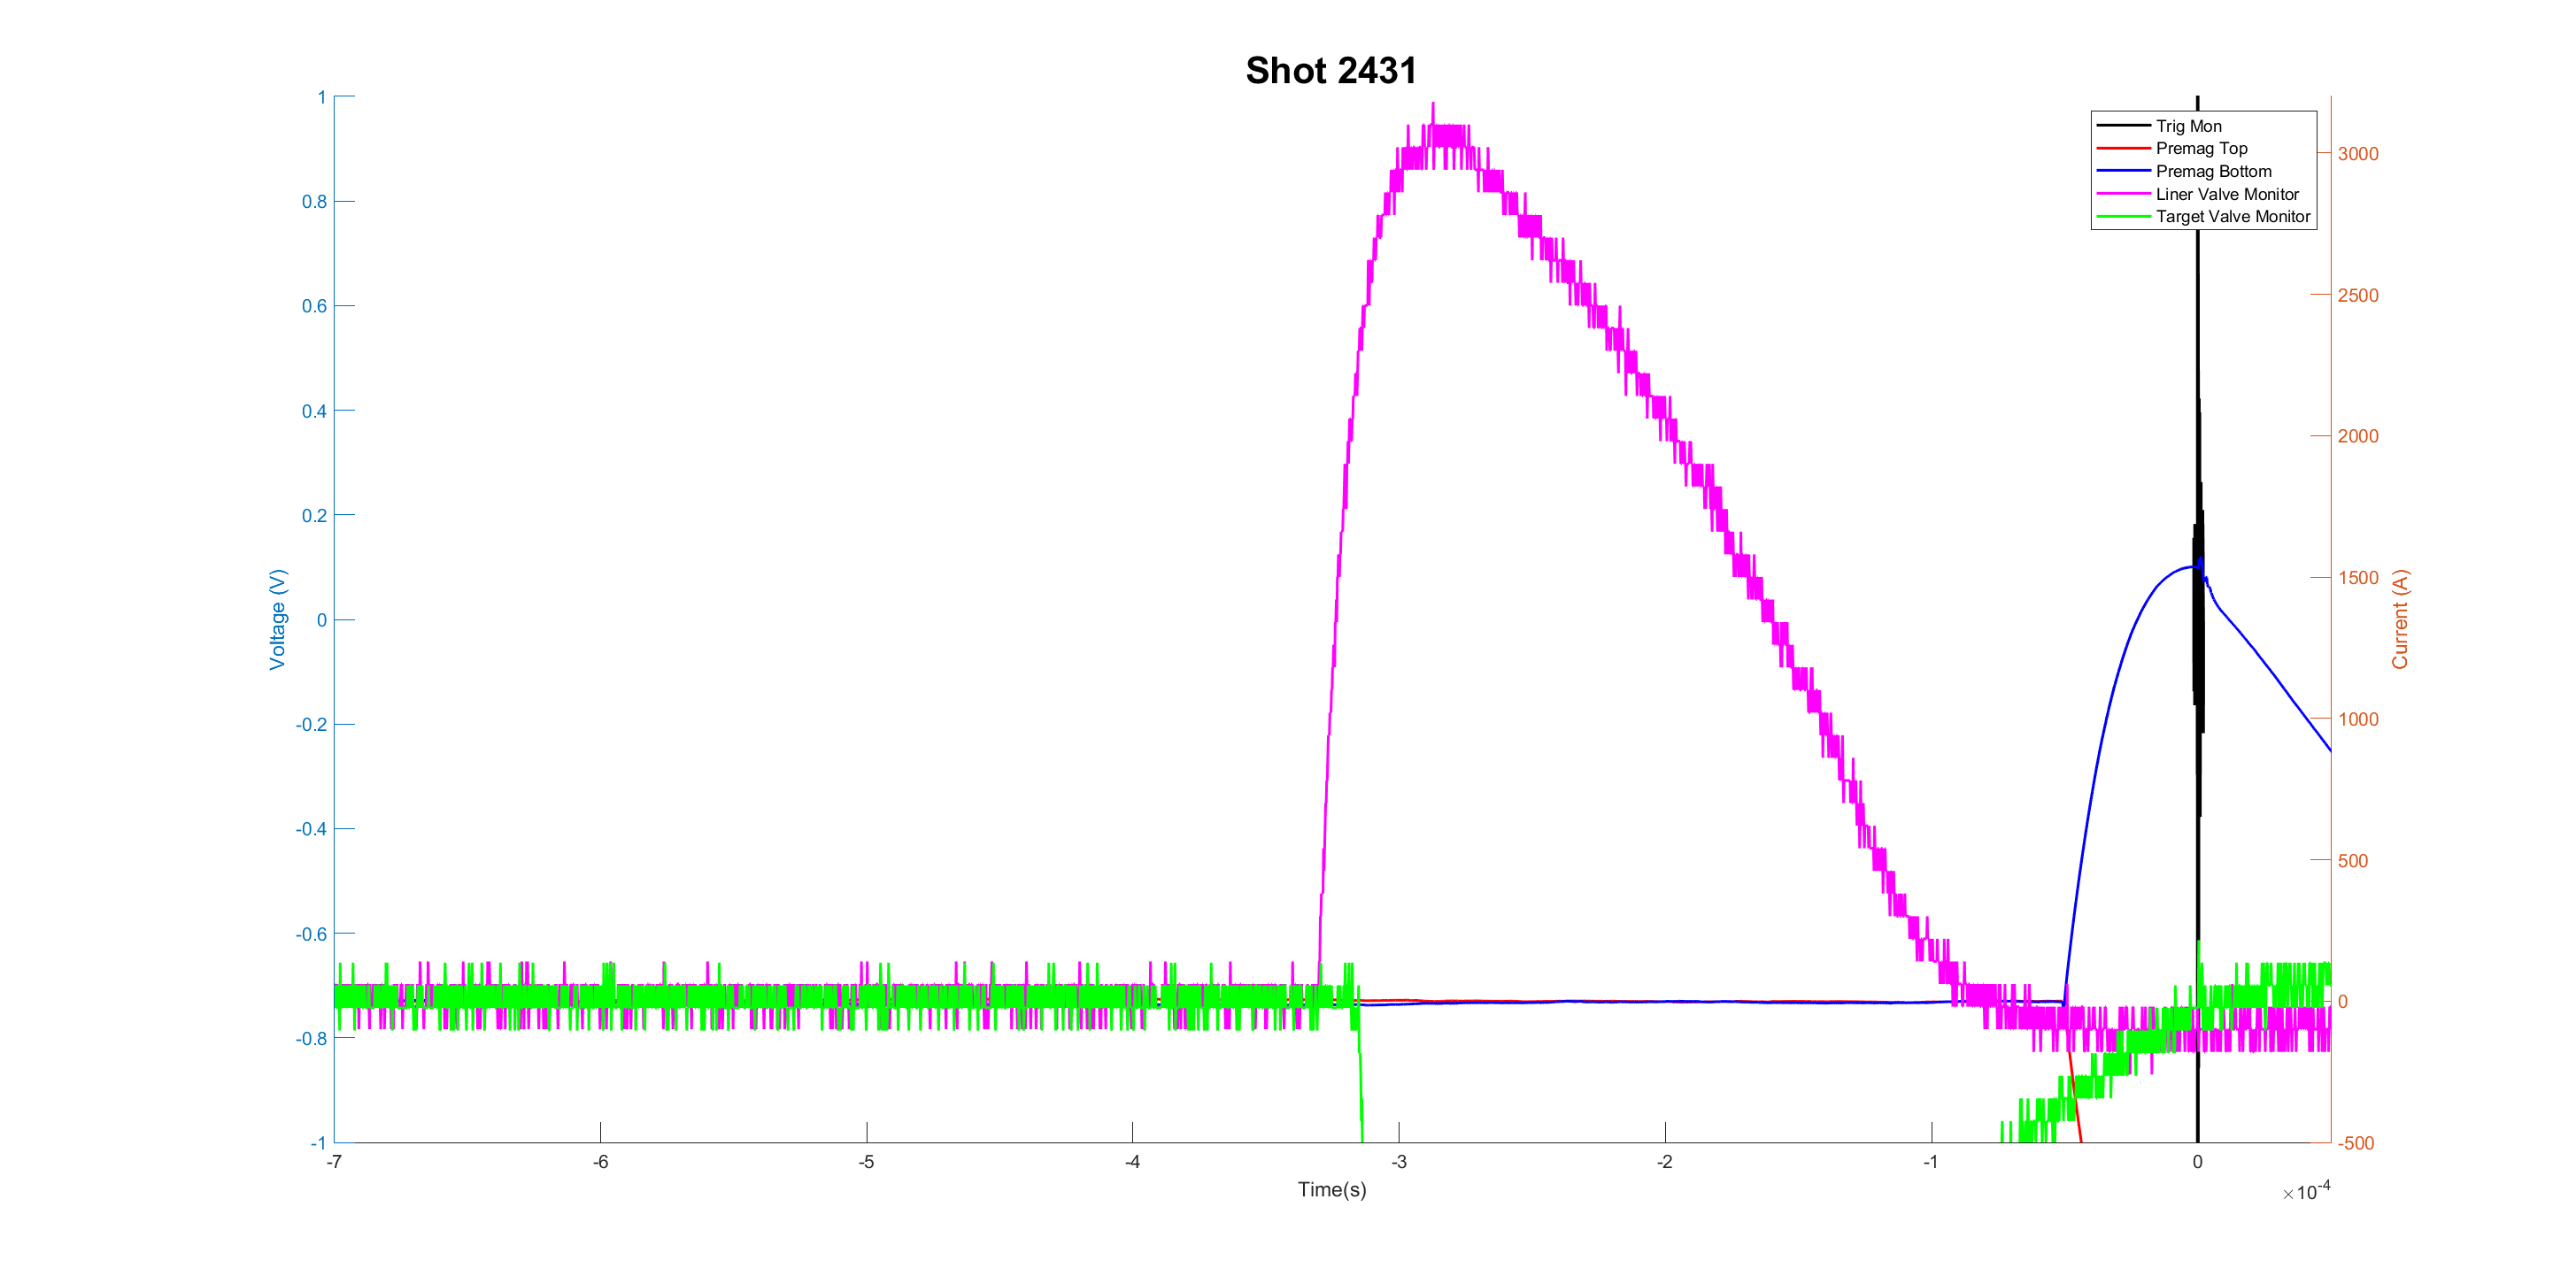 Shot 2431
1
0.8
0.6
0.4
0.2
0
-0.2
-0.4
-0.6
-0.8
-1
Voltage (V)
Trig Mon
Premag Top
Premag Bottom
Liner Valve Monitor
Target Valve Monitor
3000
2500
2000
1500
1000
500
0
-500
Current (A)
-7 -6 -5 -4 -3 -2 -1 0
Time(s)
×10-4